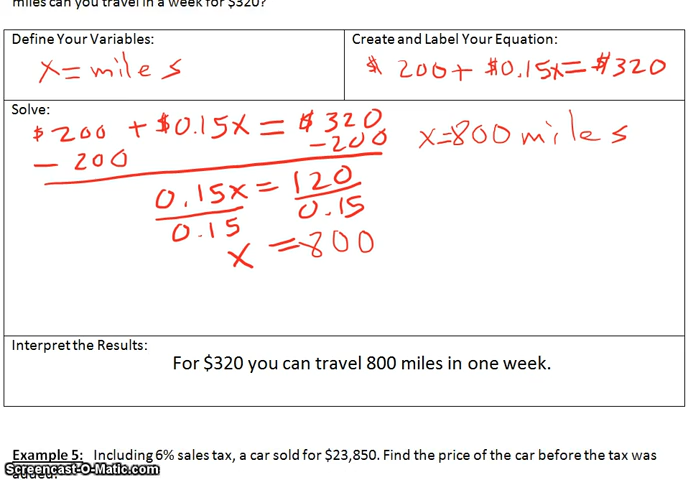 miles can you travel in a week for $320?
Define Your Variables:
x = miles
Create and Label Your Equation:
$ 200 + $0.15x = $320
Solve:
$200 + $0.15x = $320
- 200 -200
0.15x = 120
0.15 0.15
x = 800
x=800 miles
Interpret the Results:
For $320 you can travel 800 miles in one week.
Example 5: Including 6% sales tax, a car sold for $23,850. Find the price of the car before the tax was
added.
Screencast-O-Matic.com